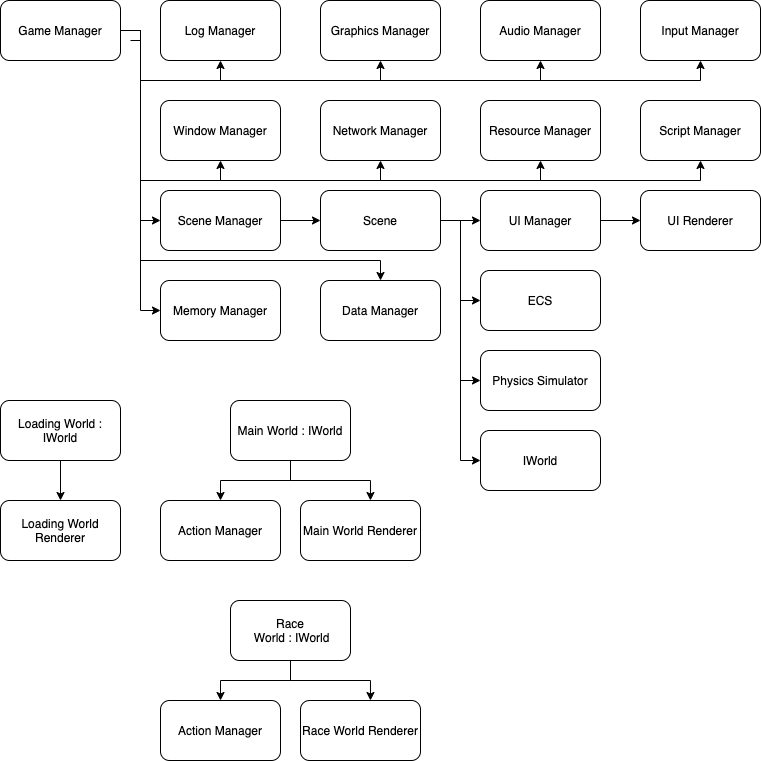 Game Manager
Log Manager
Graphics Manager
Audio Manager
Input Manager
Window Manager
Network Manager
Resource Manager
Script Manager
Scene Manager
Scene
UI Manager
UI Renderer
ECS
Memory Manager
Data Manager
Physics Simulator
Loading World :
IWorld
Main World : IWorld
IWorld
Loading World
Renderer
Action Manager
Main World Renderer
Race
World : IWorld
Action Manager
Race World Renderer